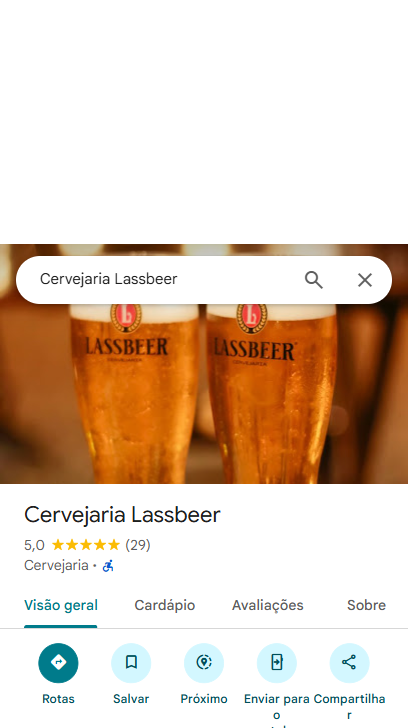 Cervejaria Lassbeer
LASSBEER
LASSBEER
Cervejaria Lassbeer
5,0 (29)
Cervejaria ·
Visão geral Cardápio Avaliações Sobre
Rotas Salvar Próximo Enviar para o Compartilhar